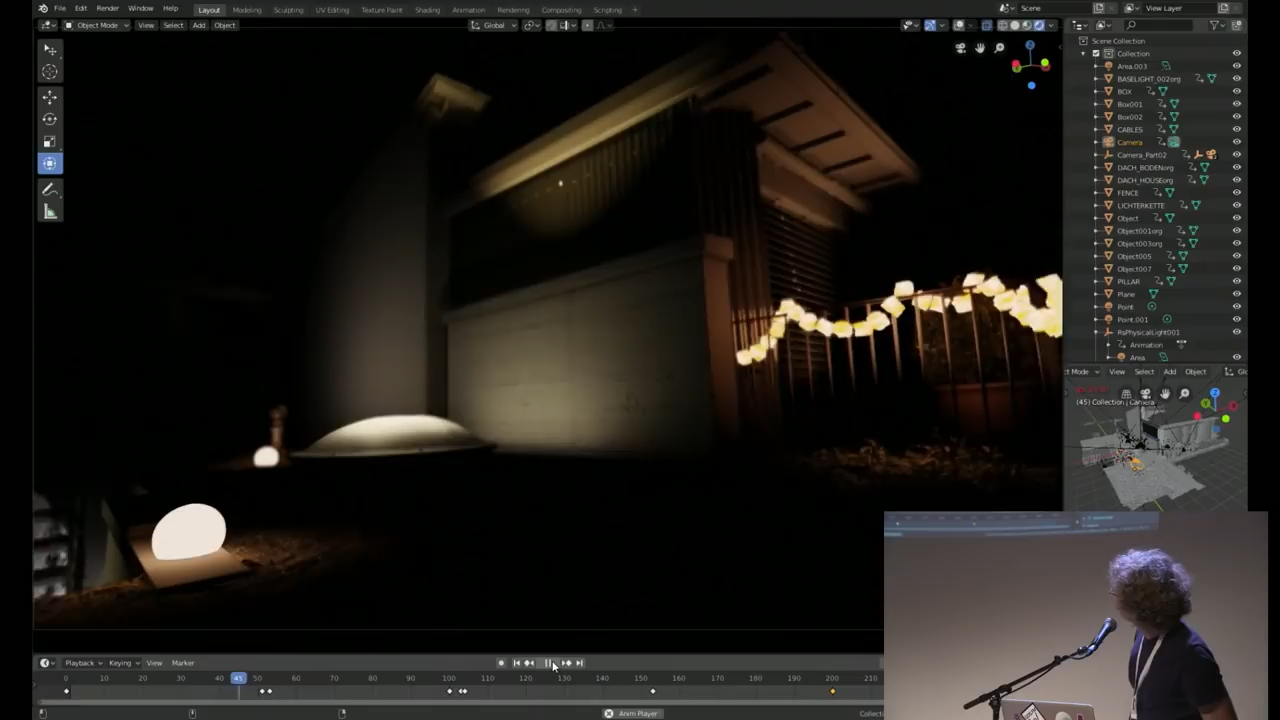 File Edit Render Window Help Layout Modeling Sculpting UV Editing Texture Paint Shading Animation Rendering Compositing Scripting + Scene View Layer
Object Mode View Select Add Object Global
Scene Collection
Collection
Area.003
BASELIGHT_002org
BOX
Box001
Box002
CABLES
Camera
Camera_Part02
DACH_BODENorg
DACH_HOUSEorg
FENCE
LICHTERKETTE
Object
Object001org
Object003org
Object005
Object007
PILLAR
Plane
Point
Point.001
RsPhysicalLight001
Animation
Area
ct Mode View Select Add Object Glo
(45) Collection | Camera
Playback Keying View Marker
0 10 20 30 40 45 50 60 70 80 90 100 110 120 130 140 150 160 170 180 190 200 210
Anim Player
Collecti